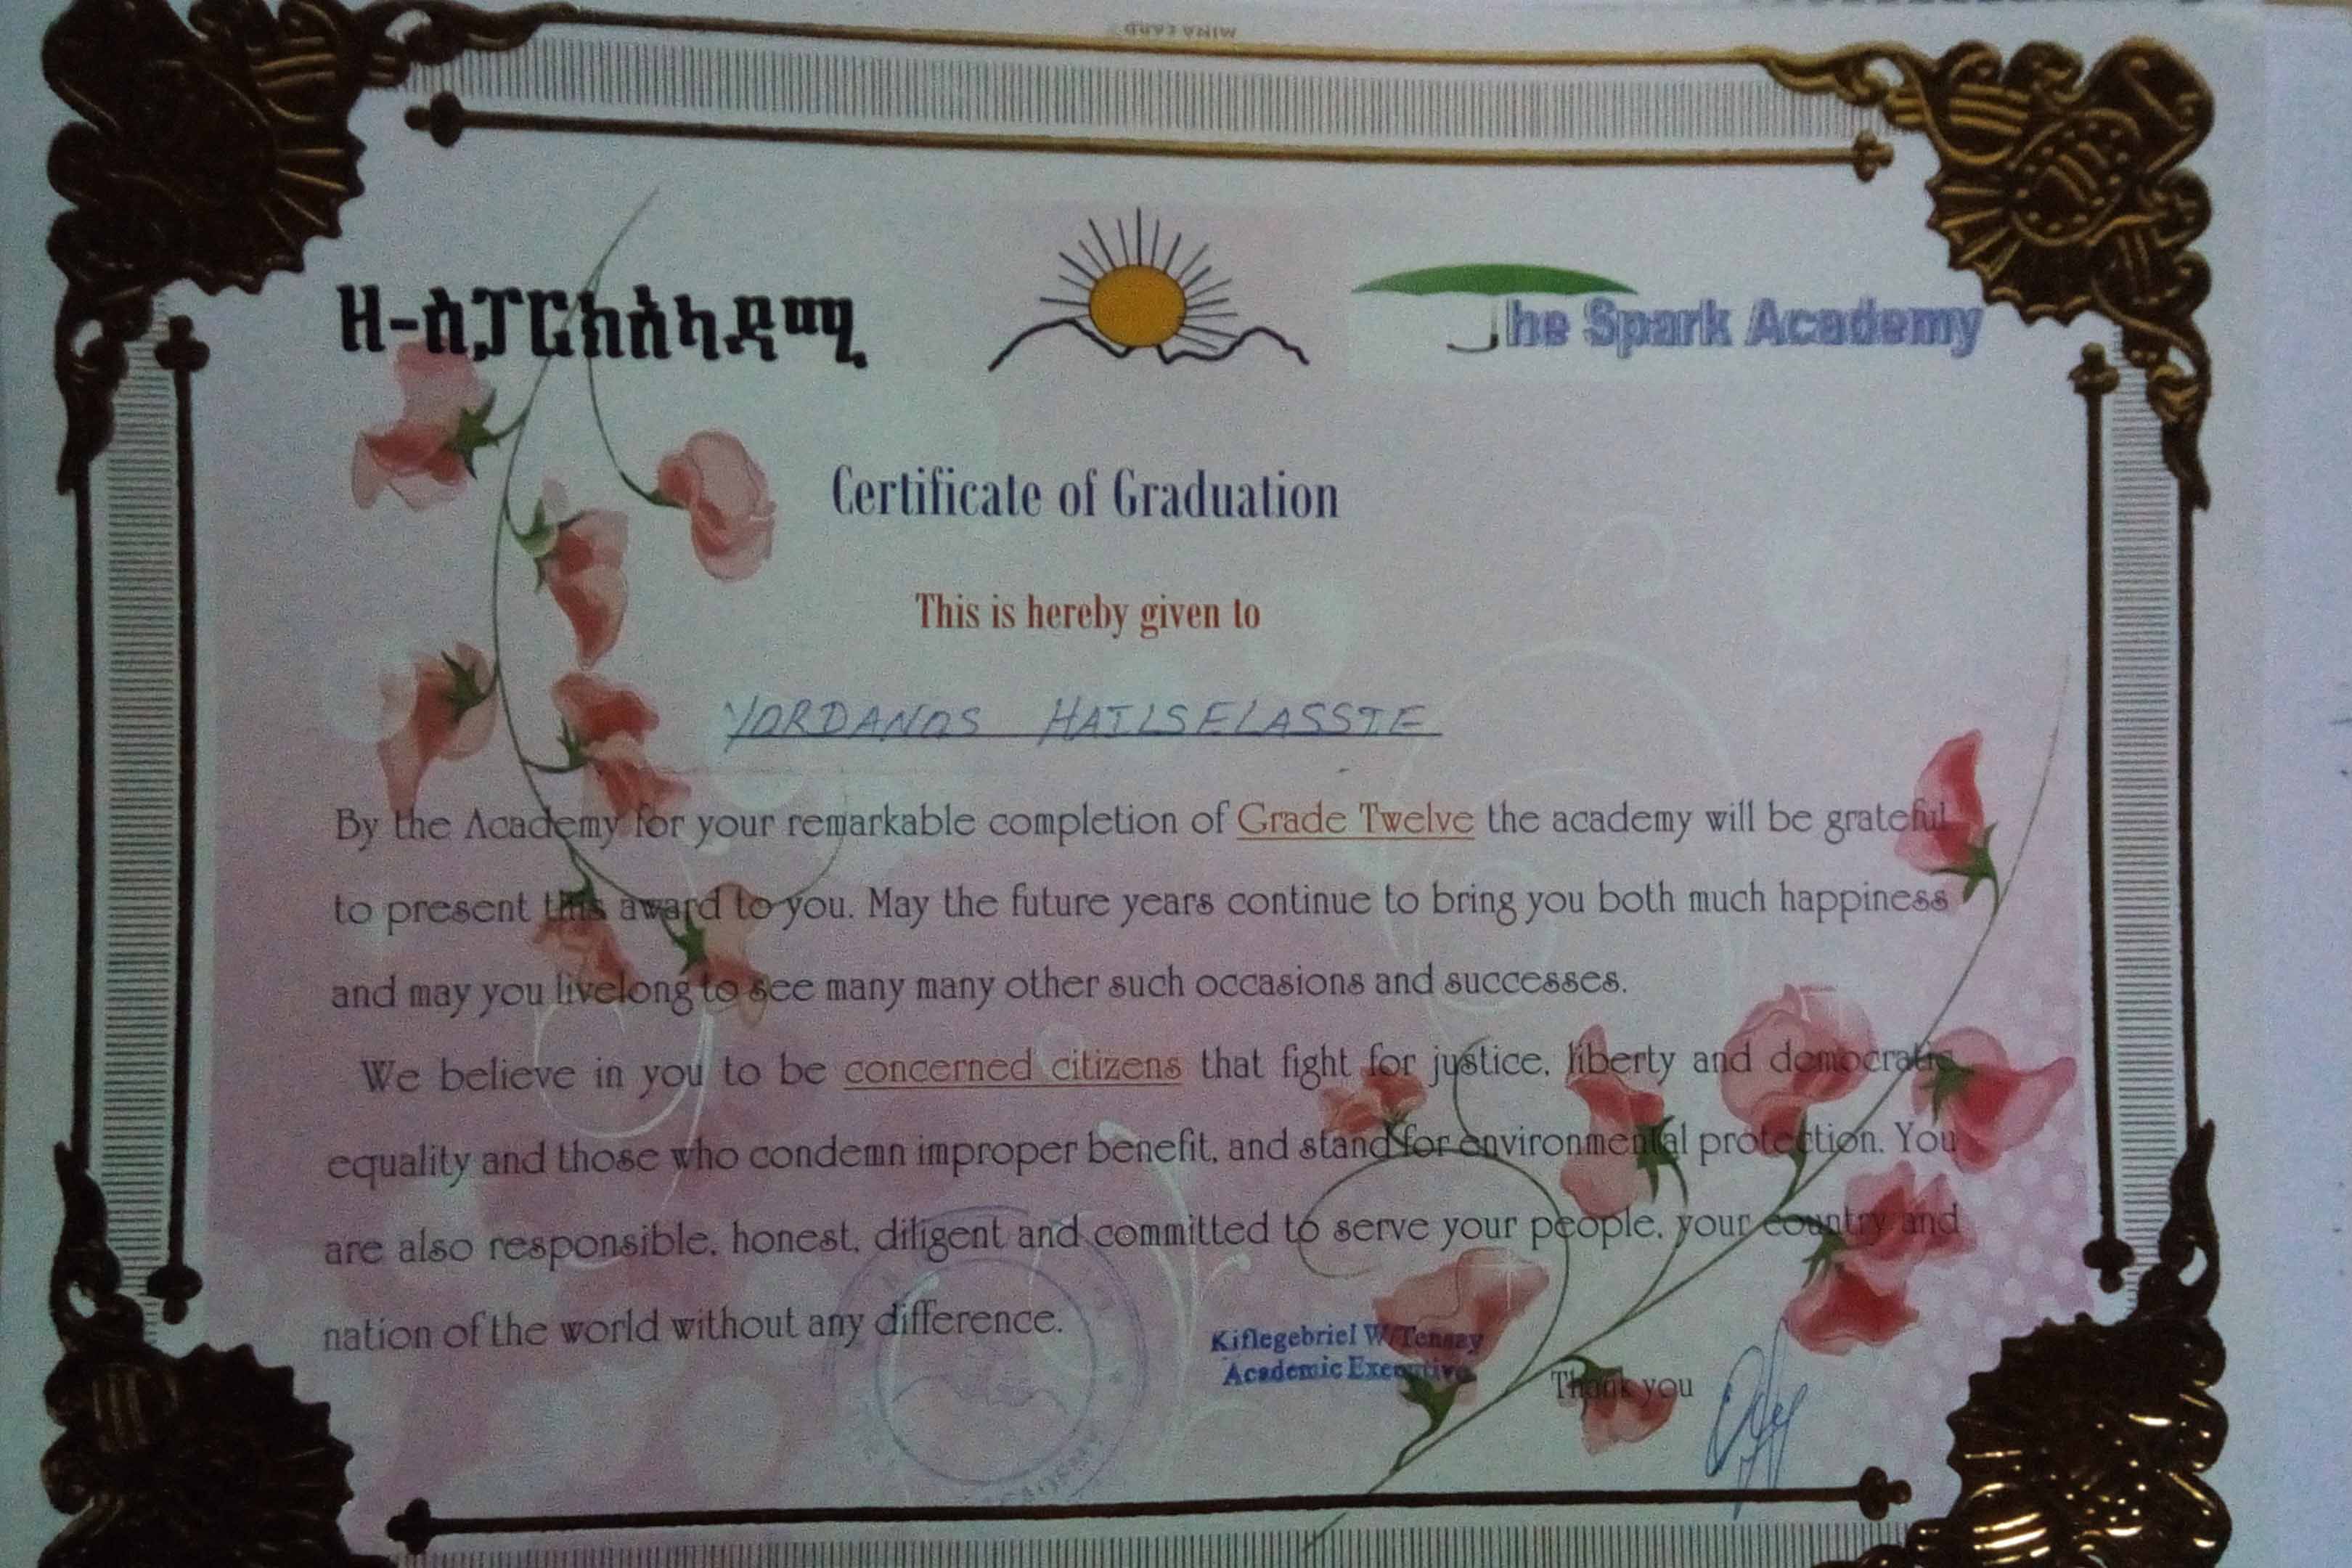 MINA CARD
ዘ-ስፓርክ አካዳሚ
The Spark Academy
Certificate of Graduation
This is hereby given to
YORDANOS HAILSELASSIE
By the Academy for your remarkable completion of Grade Twelve the academy will be grateful
to present this award to you. May the future years continue to bring you both much happiness
and may you livelong to see many many other such occasions and successes.
We believe in you to be concerned citizens that fight for justice, liberty and democratic
equality and those who condemn improper benefit, and stand for environmental protection. You
are also responsible, honest, diligent and committed to serve your people, your country and
nation of the world without any difference.
Kiflegebriel W/Tensay
Academic Executive
Thank you
ACADEMY